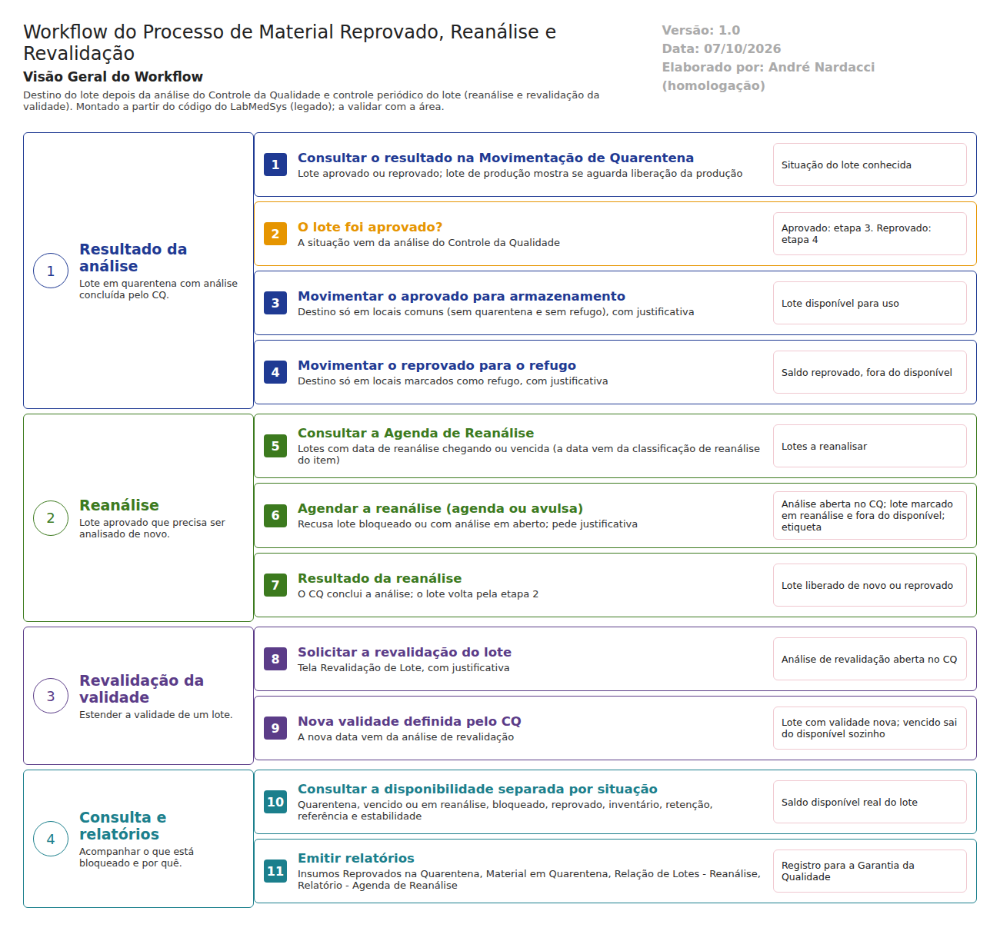 Workflow do Processo de Material Reprovado, Reanálise e
Revalidação
Visão Geral do Workflow
Destino do lote depois da análise do Controle da Qualidade e controle periódico do lote (reanálise e revalidação da
validade). Montado a partir do código do LabMedSys (legado); a validar com a área.
Versão: 1.0
Data: 07/10/2026
Elaborado por: André Nardacci
(homologação)
1
Resultado da
análise
Lote em quarentena com análise
concluída pelo CQ.
1
Consultar o resultado na Movimentação de Quarentena
Lote aprovado ou reprovado; lote de produção mostra se aguarda liberação da produção
Situação do lote conhecida
2
O lote foi aprovado?
A situação vem da análise do Controle da Qualidade
Aprovado: etapa 3. Reprovado:
etapa 4
3
Movimentar o aprovado para armazenamento
Destino só em locais comuns (sem quarentena e sem refugo), com justificativa
Lote disponível para uso
4
Movimentar o reprovado para o refugo
Destino só em locais marcados como refugo, com justificativa
Saldo reprovado, fora do disponível
2
Reanálise
Lote aprovado que precisa ser
analisado de novo.
5
Consultar a Agenda de Reanálise
Lotes com data de reanálise chegando ou vencida (a data vem da classificação de reanálise
do item)
Lotes a reanalisar
6
Agendar a reanálise (agenda ou avulsa)
Recusa lote bloqueado ou com análise em aberto; pede justificativa
Análise aberta no CQ; lote marcado
em reanálise e fora do disponível;
etiqueta
7
Resultado da reanálise
O CQ conclui a análise; o lote volta pela etapa 2
Lote liberado de novo ou reprovado
3
Revalidação da
validade
Estender a validade de um lote.
8
Solicitar a revalidação do lote
Tela Revalidação de Lote, com justificativa
Análise de revalidação aberta no CQ
9
Nova validade definida pelo CQ
A nova data vem da análise de revalidação
Lote com validade nova; vencido sai
do disponível sozinho
4
Consulta e
relatórios
Acompanhar o que está
bloqueado e por quê.
10
Consultar a disponibilidade separada por situação
Quarentena, vencido ou em reanálise, bloqueado, reprovado, inventário, retenção,
referência e estabilidade
Saldo disponível real do lote
11
Emitir relatórios
Insumos Reprovados na Quarentena, Material em Quarentena, Relação de Lotes - Reanálise,
Relatório - Agenda de Reanálise
Registro para a Garantia da
Qualidade